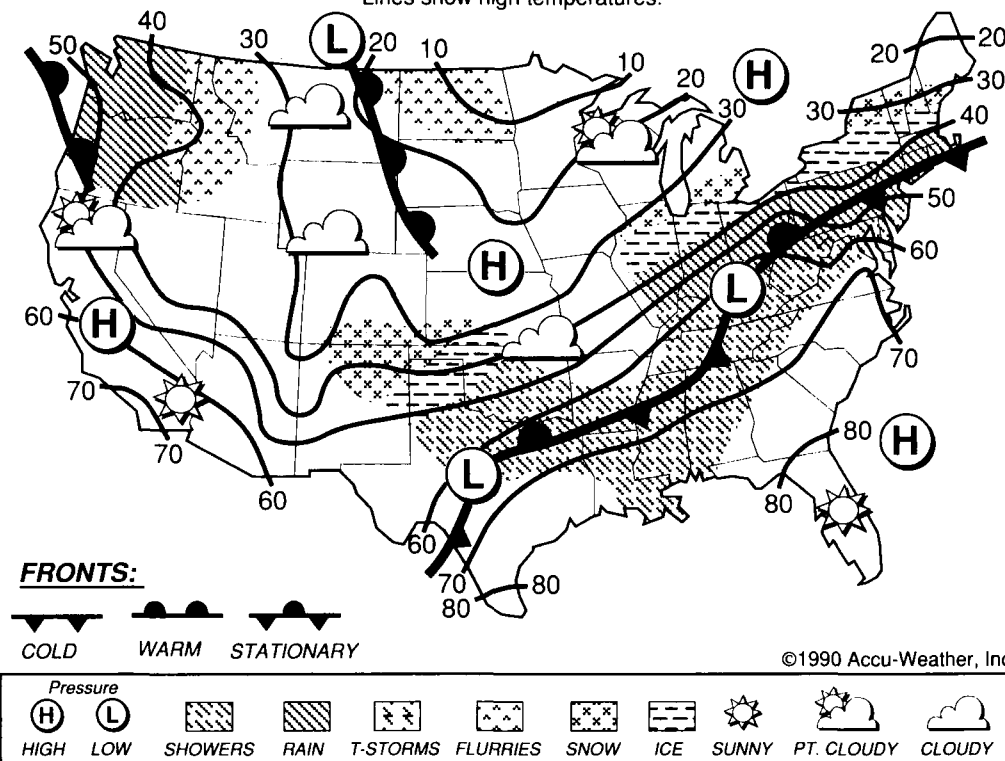 Lines show high temperatures.
50
40
30
L
20
10
10
20
H
30
20
20
30
30
40
50
60
H
L
60
H
70
70
60
L
60
70
80
80
70
80
80
H
FRONTS:
COLD
WARM
STATIONARY
©1990 Accu-Weather, Inc
Pressure
H
L
HIGH
LOW
SHOWERS
RAIN
T-STORMS
FLURRIES
SNOW
ICE
SUNNY
PT. CLOUDY
CLOUDY